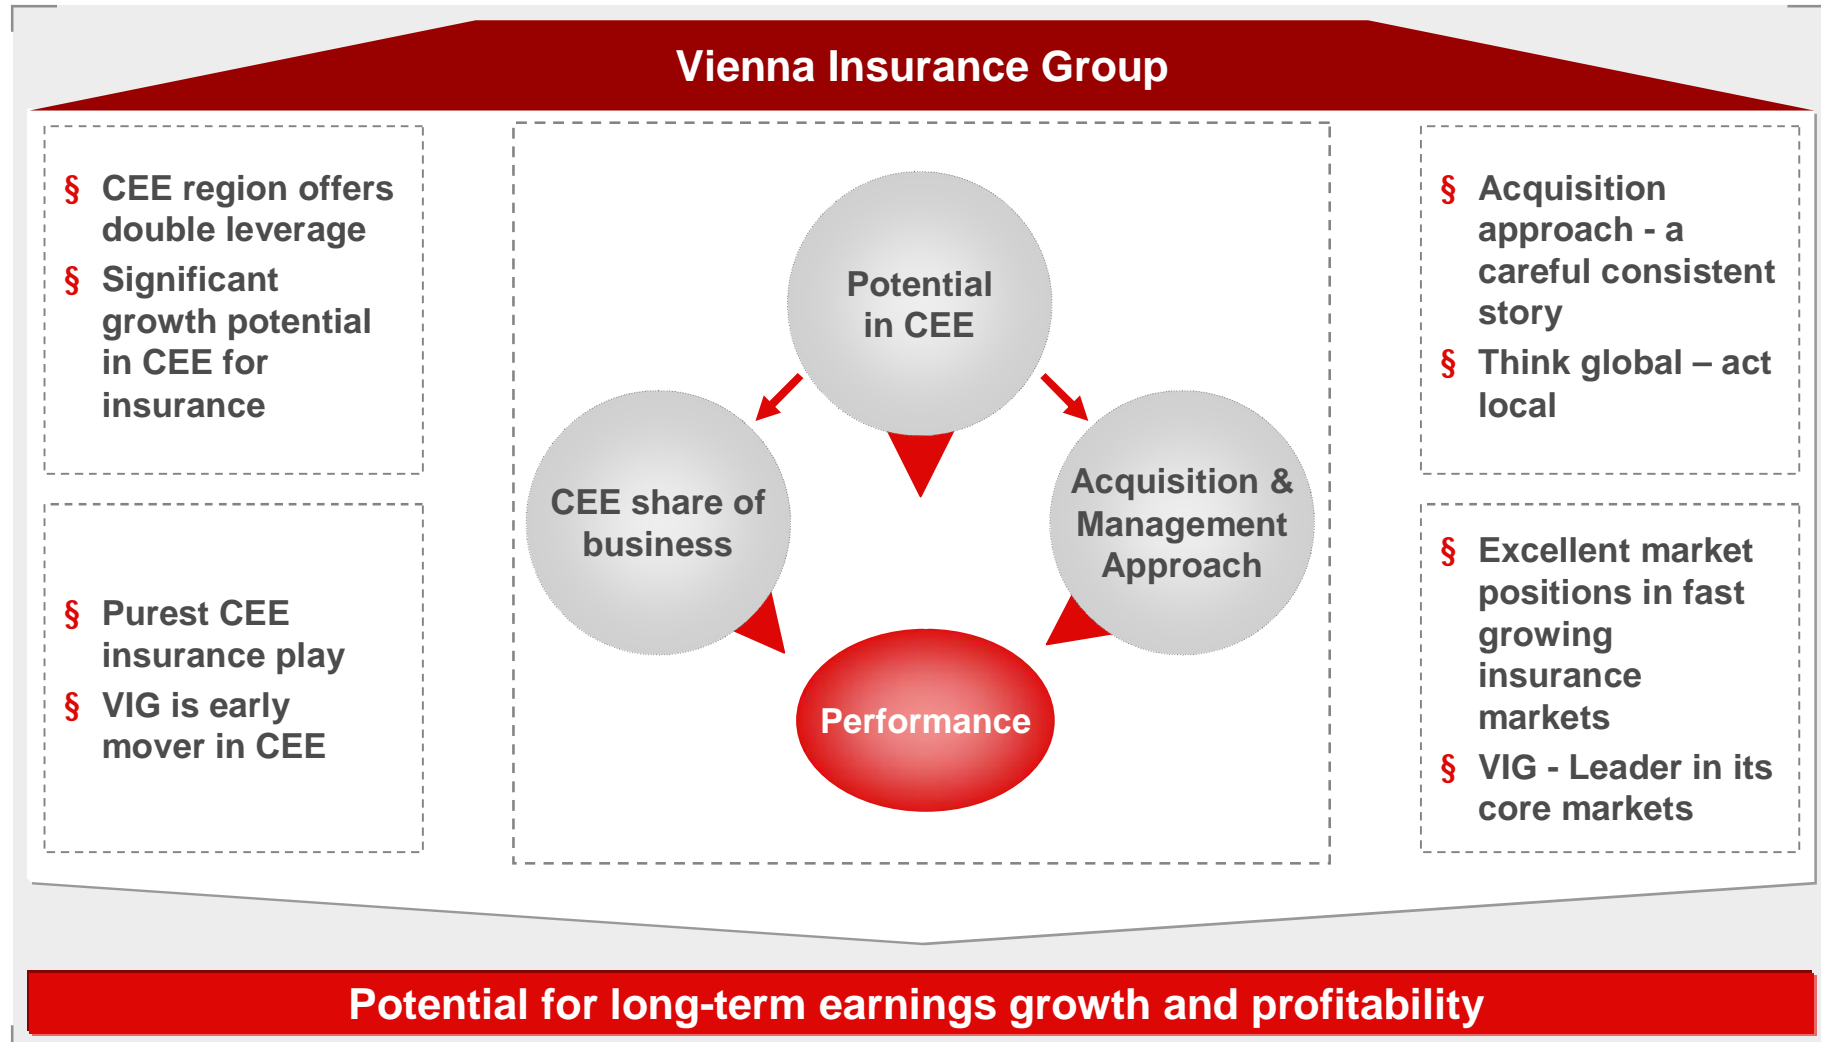 Vienna Insurance Group
§ CEE region offers
double leverage
§ Significant
growth potential
in CEE for
insurance
§ Purest CEE
insurance play
§ VIG is early
mover in CEE
Potential
in CEE
CEE share of
business
Acquisition &
Management
Approach
Performance
§ Acquisition
approach - a
careful consistent
story
§ Think global – act
local
§ Excellent market
positions in fast
growing
insurance
markets
§ VIG - Leader in its
core markets
Potential for long-term earnings growth and profitability